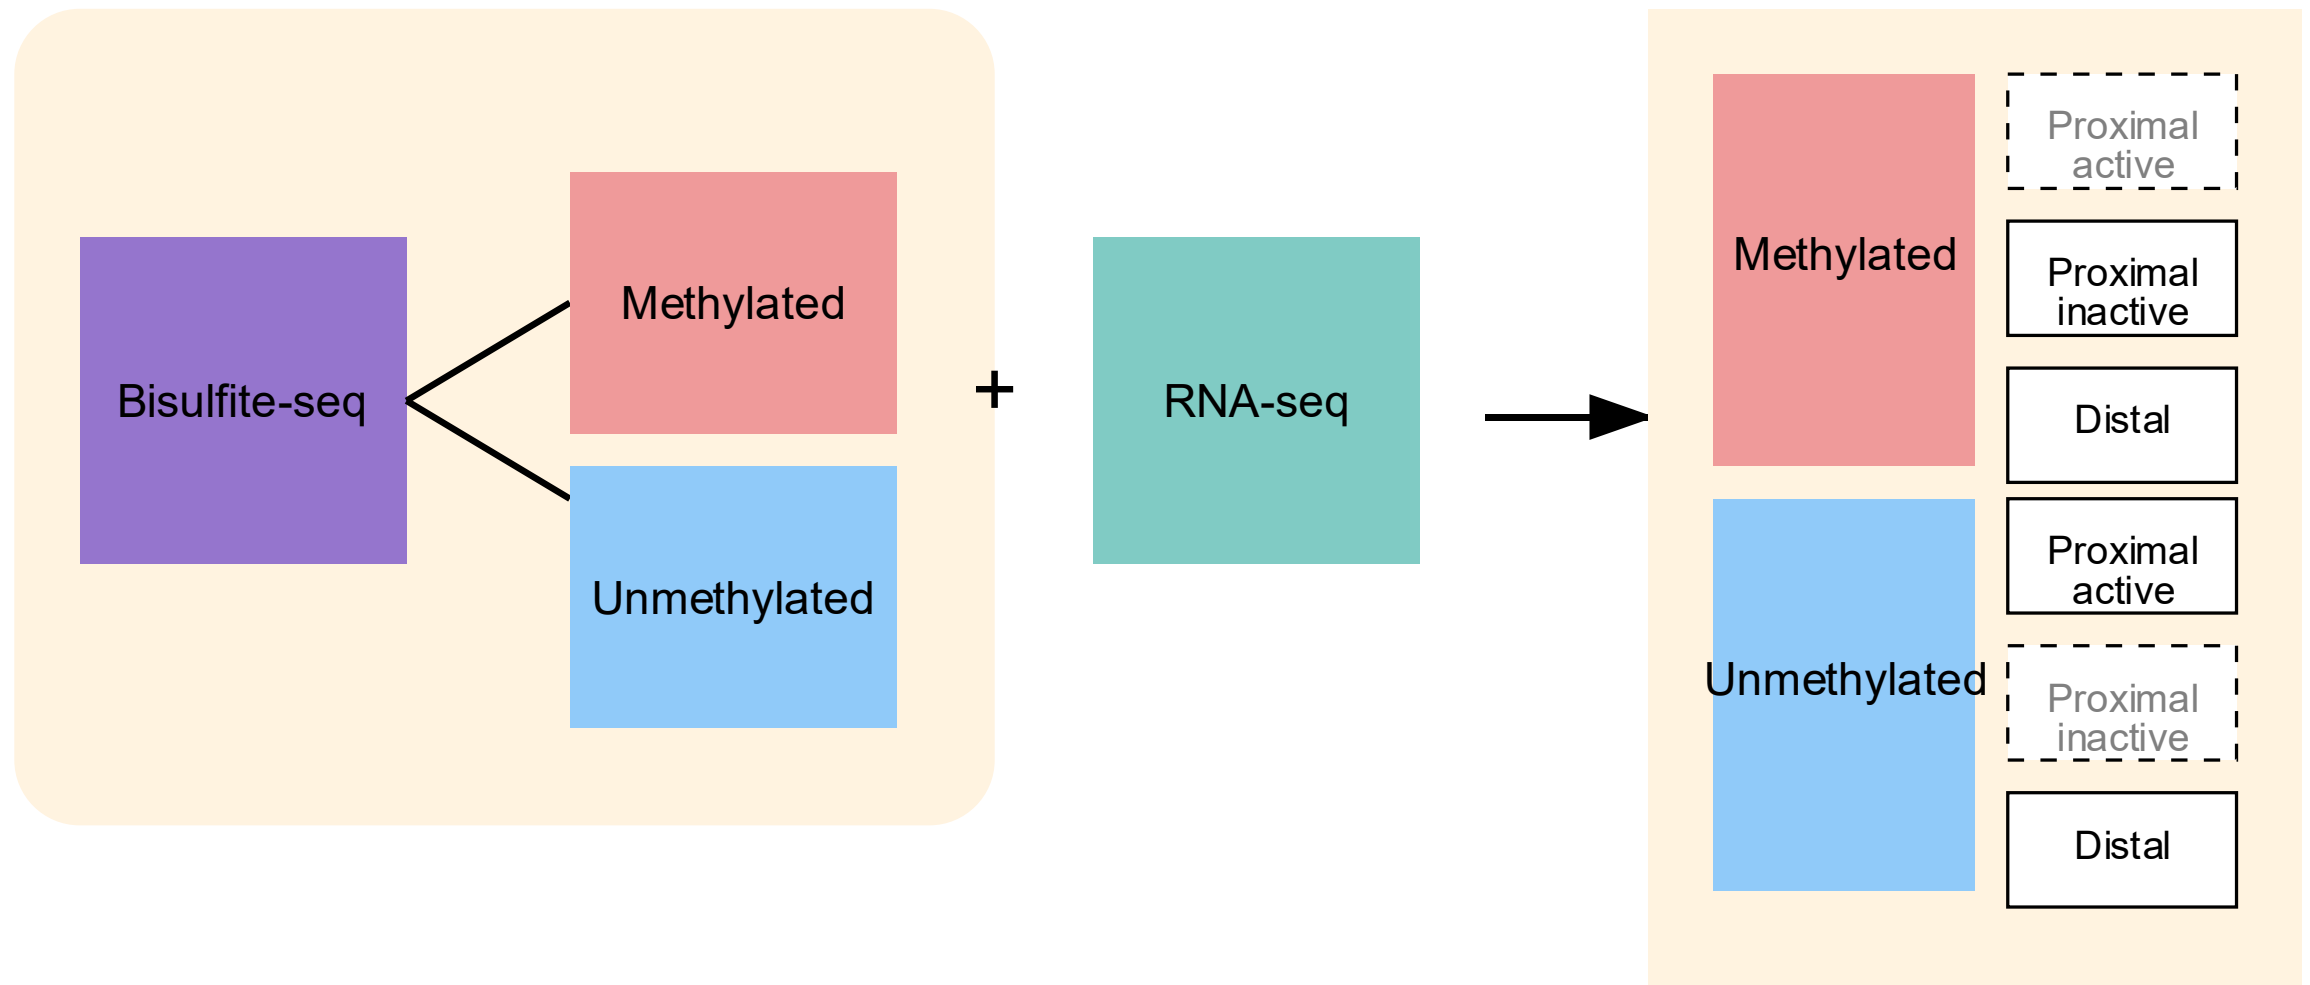 Bisulfite-seq
Methylated
Unmethylated
+
RNA-seq
Methylated
Proximal
active
Proximal
inactive
Distal
Unmethylated
Proximal
active
Proximal
inactive
Distal